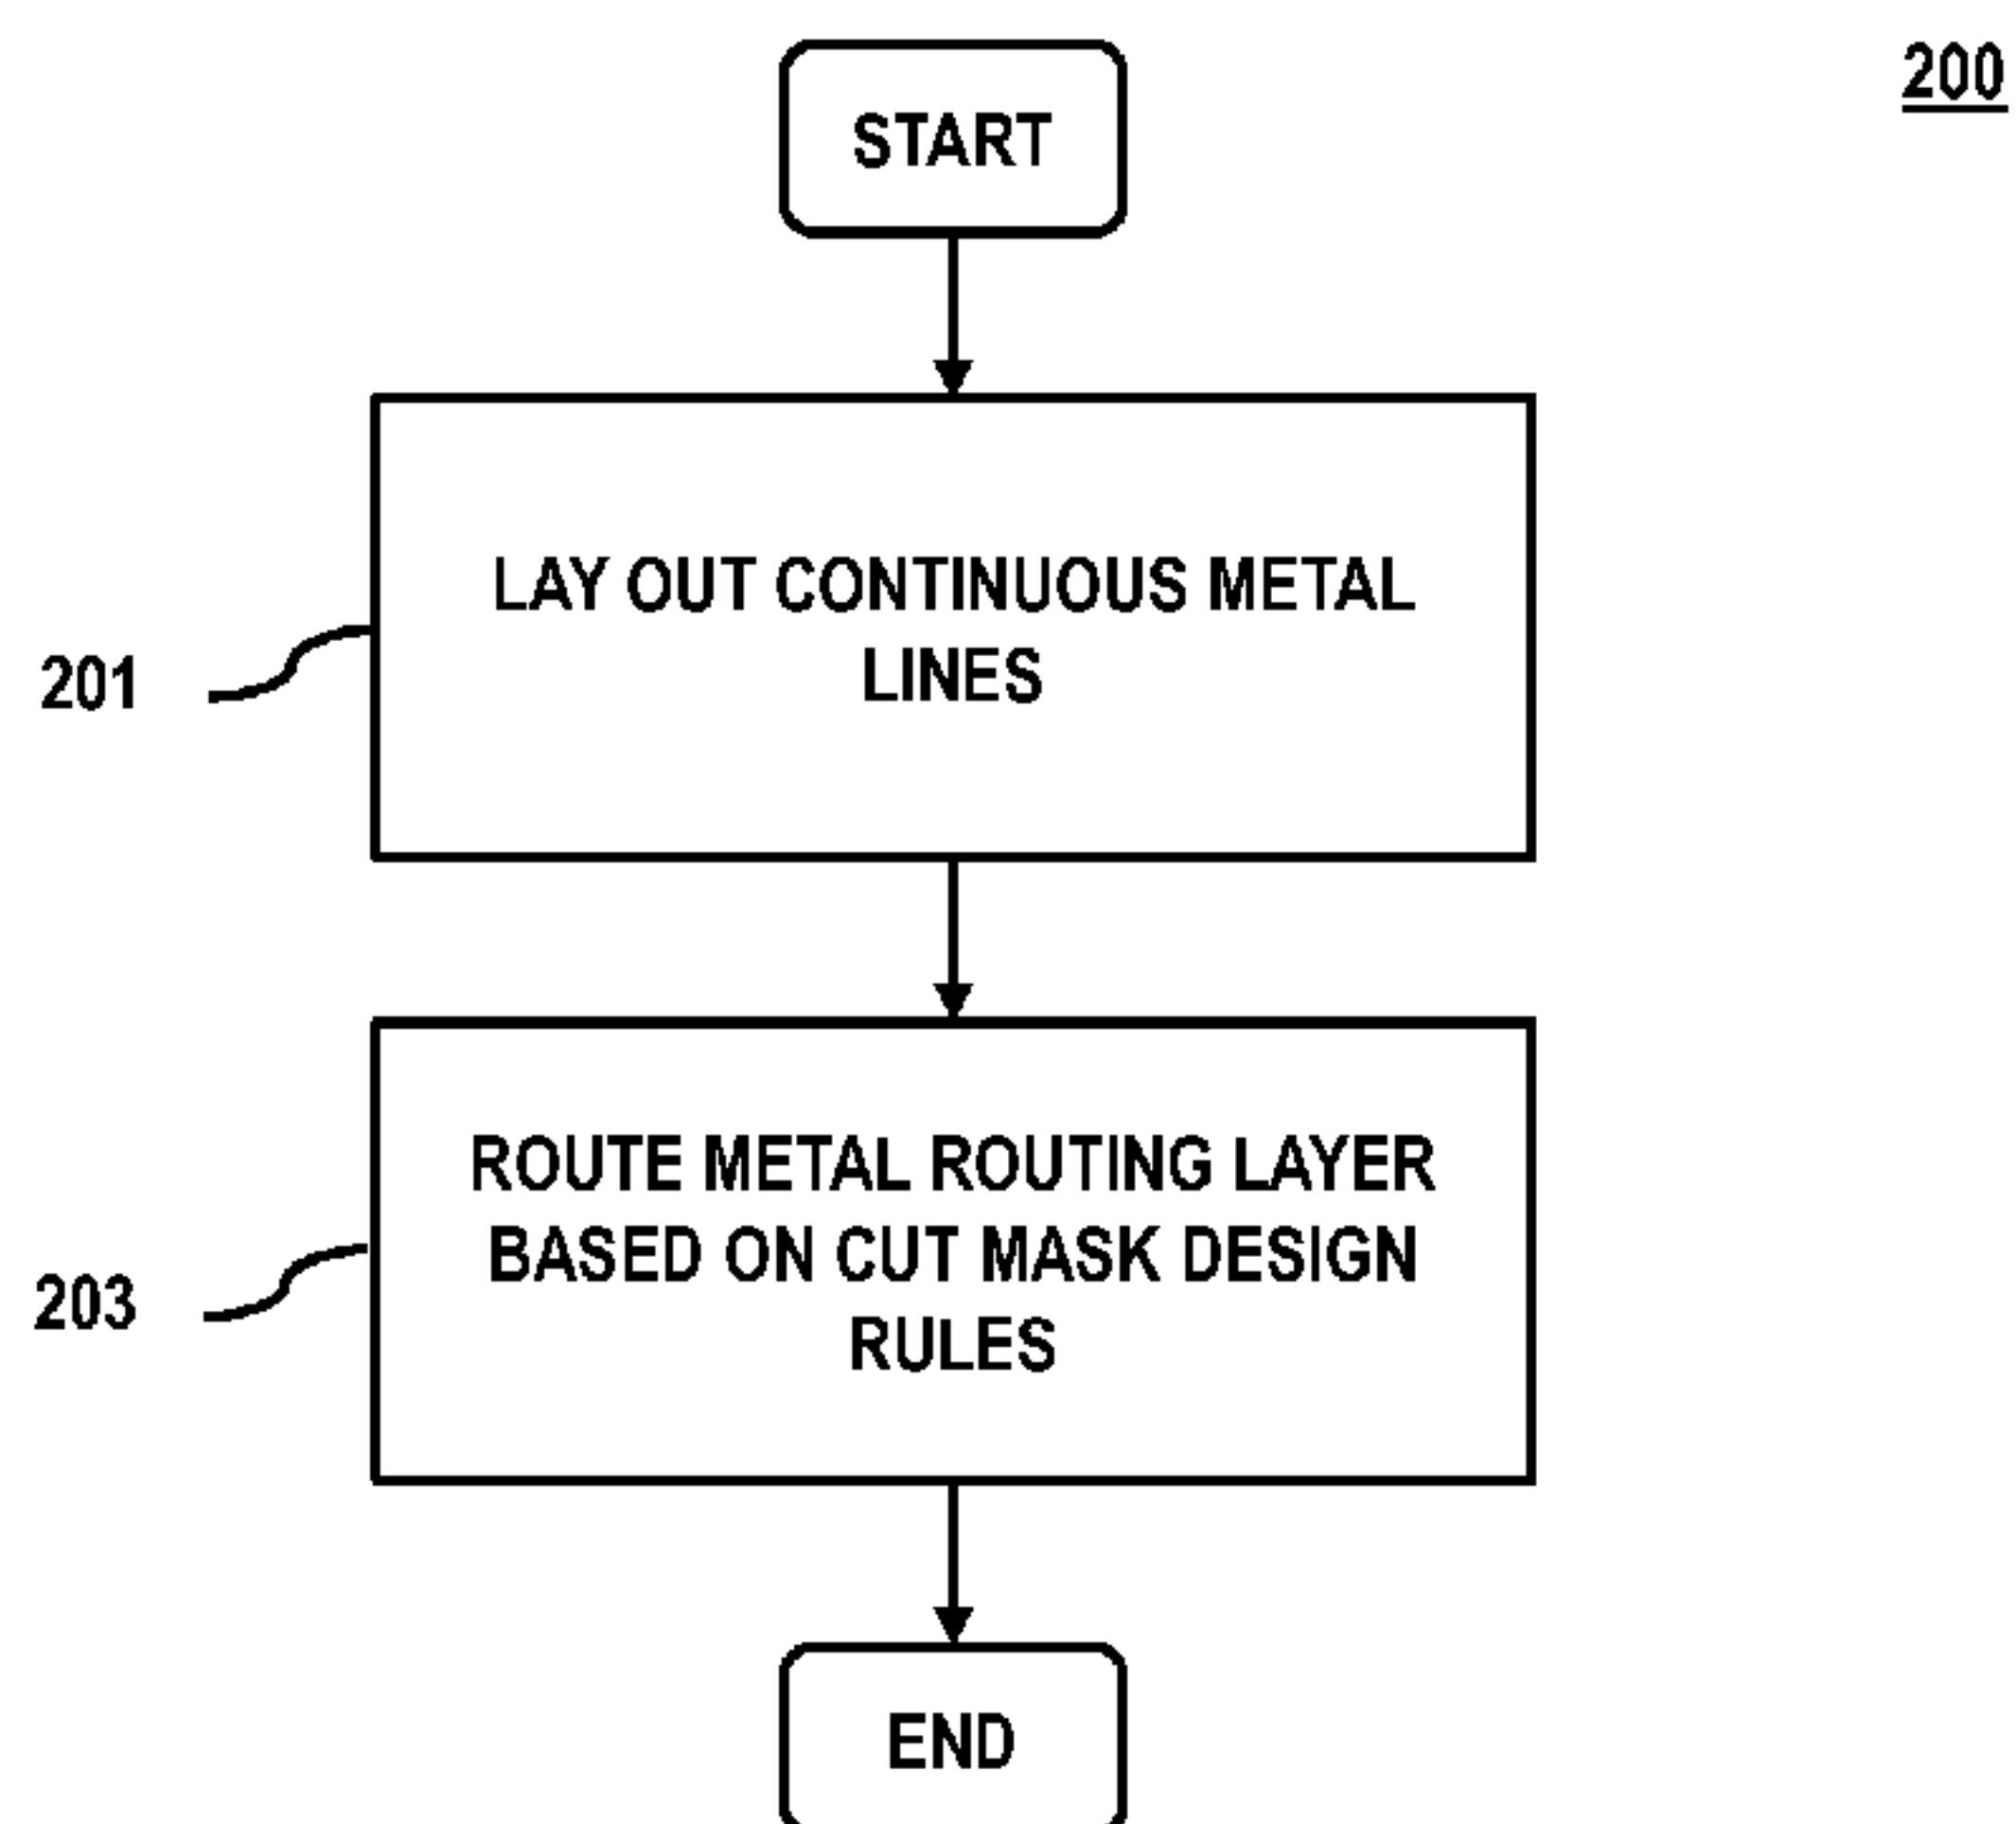 200
START
LAY OUT CONTINUOUS METAL
LINES
201
ROUTE METAL ROUTING LAYER
BASED ON CUT MASK DESIGN
RULES
203
END